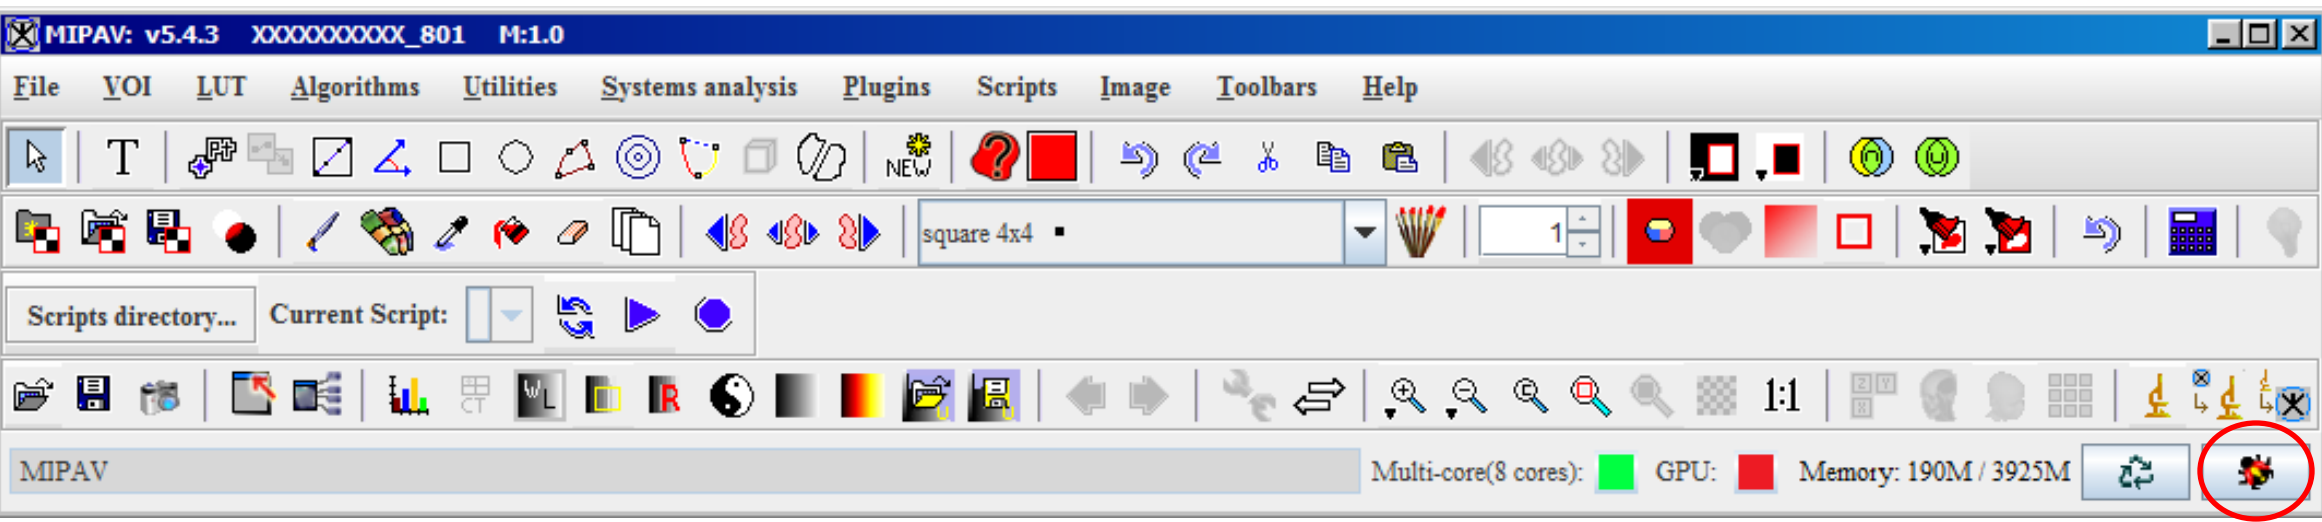 MIPAV: v5.4.3 XXXXXXXXXX_801 M:1.0
File VOI LUT Algorithms Utilities Systems analysis Plugins Scripts Image Toolbars Help
T NEW
square 4x4 1
Scripts directory... Current Script:
CT WL R 1:1
MIPAV Multi-core(8 cores): GPU: Memory: 190M / 3925M